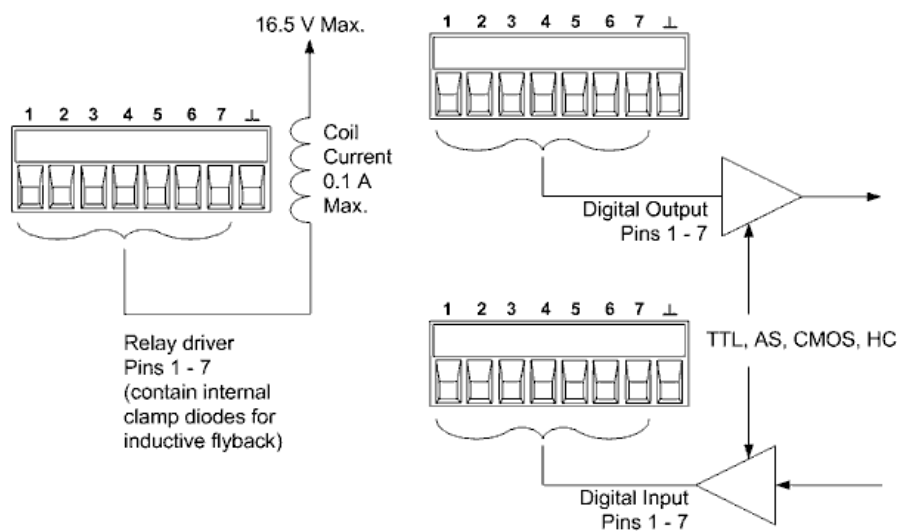 16.5 V Max.
1 2 3 4 5 6 7 ⊥
Coil
Current
0.1 A
Max.
Relay driver
Pins 1 - 7
(contain internal
clamp diodes for
inductive flyback)
1 2 3 4 5 6 7 ⊥
Digital Output
Pins 1 - 7
TTL, AS, CMOS, HC
1 2 3 4 5 6 7 ⊥
Digital Input
Pins 1 - 7